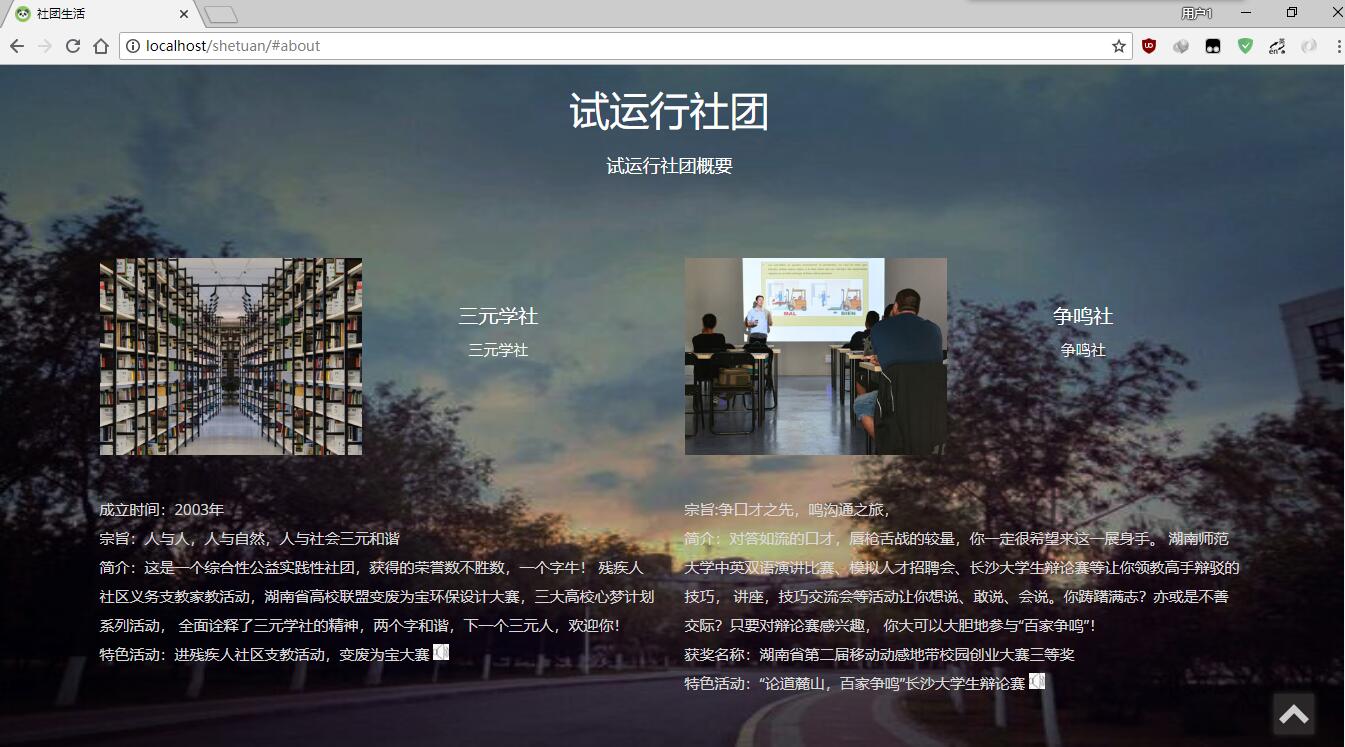 社团生活
用户1
localhost/shetuan/#about
试运行社团
试运行社团概要
三元学社
三元学社
争鸣社
争鸣社
成立时间：2003年
宗旨：人与人，人与自然，人与社会三元和谐
简介：这是一个综合性公益实践性社团，获得的荣誉数不胜数，一个字牛！ 残疾人
社区义务支教家教活动，湖南省高校联盟变废为宝环保设计大赛，三大高校心梦计划
系列活动， 全面诠释了三元学社的精神，两个字和谐，下一个三元人，欢迎你！
特色活动：进残疾人社区支教活动，变废为宝大赛
宗旨:争口才之先，鸣沟通之旅，
简介：对答如流的口才，唇枪舌战的较量，你一定很希望来这一展身手。 湖南师范
大学中英双语演讲比赛、模拟人才招聘会、长沙大学生辩论赛等让你领教高手辩驳的
技巧， 讲座，技巧交流会等活动让你想说、敢说、会说。你踌躇满志？亦或是不善
交际？只要对辩论赛感兴趣， 你大可以大胆地参与“百家争鸣”！
获奖名称：湖南省第二届移动动感地带校园创业大赛三等奖
特色活动：“论道麓山，百家争鸣”长沙大学生辩论赛